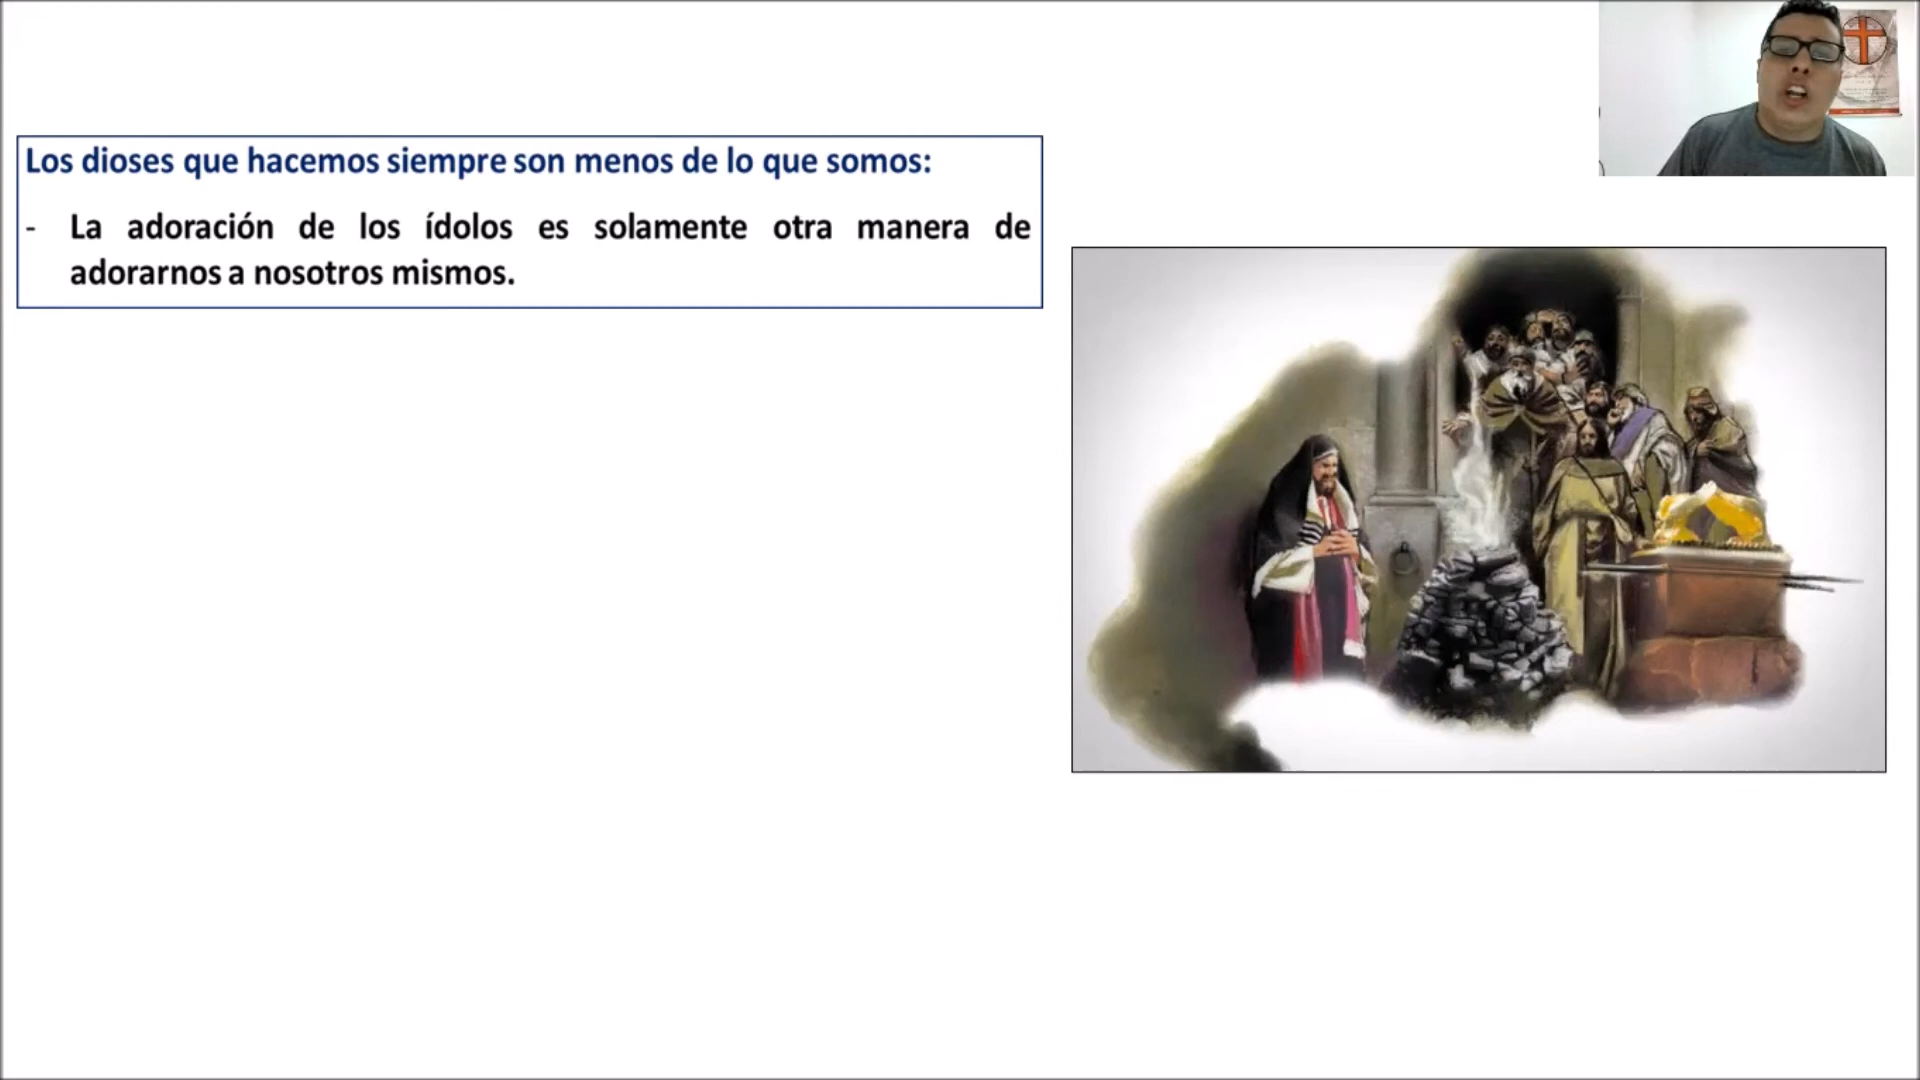 Los dioses que hacemos siempre son menos de lo que somos:
- La adoración de los ídolos es solamente otra manera de
adorarnos a nosotros mismos.